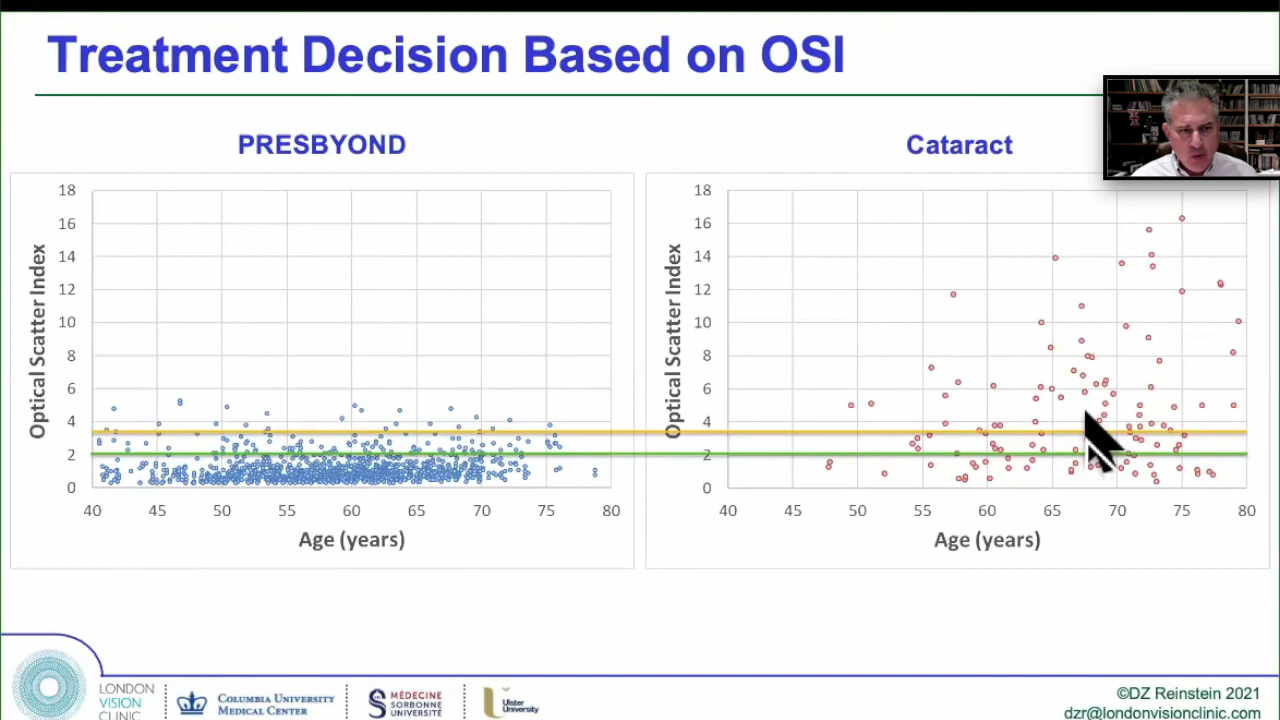 Treatment Decision Based on OSI
PRESBYOND
Cataract
Optical Scatter Index
18
16
14
12
10
8
6
4
2
0
40
45
50
55
60
65
70
75
80
Age (years)
Optical Scatter Index
18
16
14
12
10
8
6
4
2
0
40
45
50
55
60
65
70
75
80
Age (years)
LONDON
VISION
CLINIC
COLUMBIA UNIVERSITY
MEDICAL CENTER
MÉDECINE
SORBONNE
UNIVERSITÉ
Ulster
University
©DZ Reinstein 2021
dzr@londonvisionclinic.com